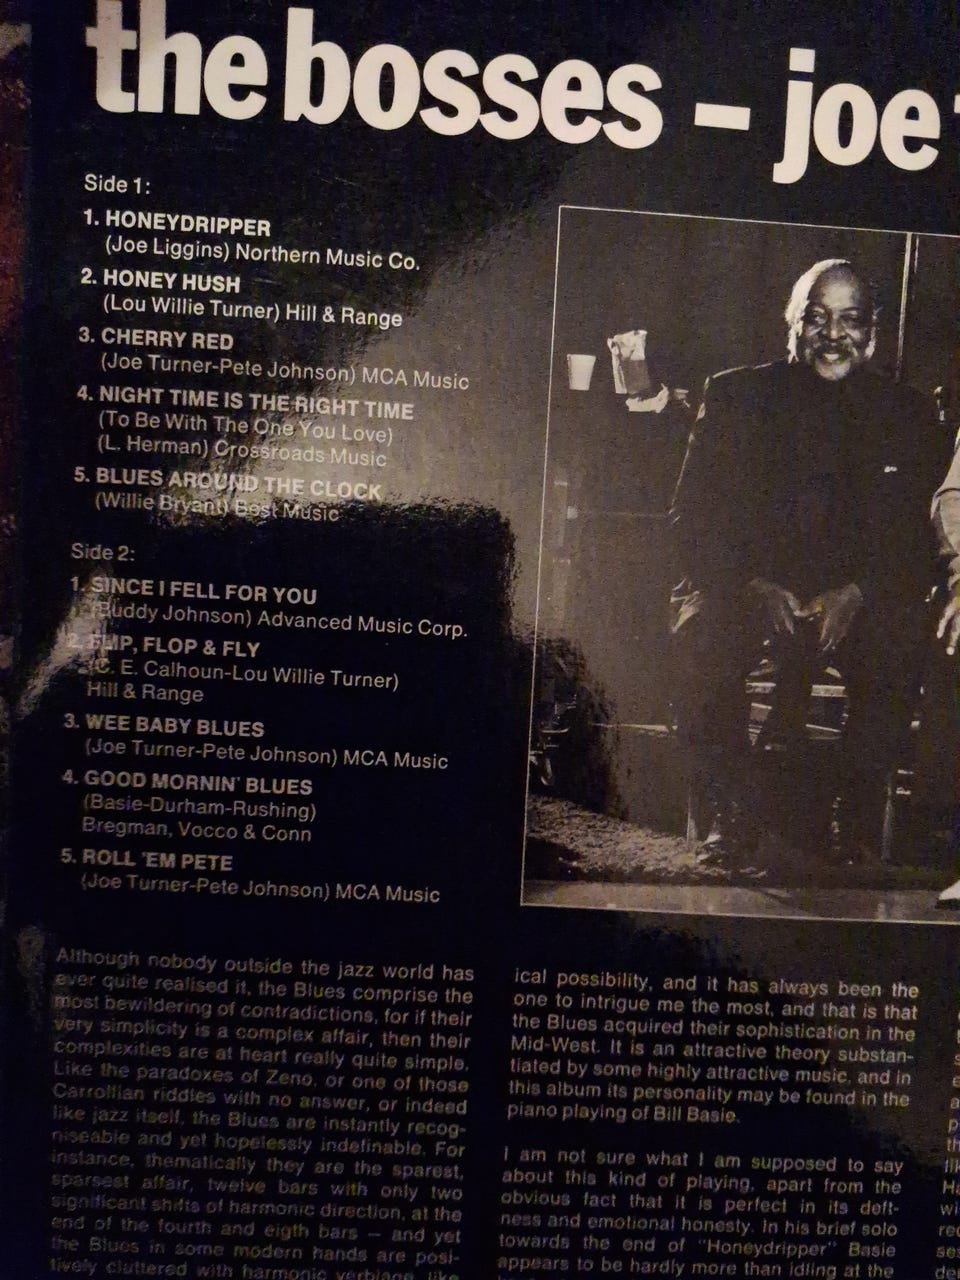 the bosses – joe
Side 1:
1. HONEYDRIPPER
(Joe Liggins) Northern Music Co.
2. HONEY HUSH
(Lou Willie Turner) Hill & Range
3. CHERRY RED
(Joe Turner-Pete Johnson) MCA Music
4. NIGHT TIME IS THE RIGHT TIME
(To Be With The One You Love)
(L. Herman) Crossroads Music
5. BLUES AROUND THE CLOCK
(Willie Bryant) Best Music
Side 2:
1. SINCE I FELL FOR YOU
(Buddy Johnson) Advanced Music Corp.
2. FLIP, FLOP & FLY
(C. E. Calhoun-Lou Willie Turner)
Hill & Range
3. WEE BABY BLUES
(Joe Turner-Pete Johnson) MCA Music
4. GOOD MORNIN' BLUES
(Basie-Durham-Rushing)
Bregman, Vocco & Conn
5. ROLL 'EM PETE
(Joe Turner-Pete Johnson) MCA Music
Although nobody outside the jazz world has
ever quite realised it, the Blues comprise the
most bewildering of contradictions, for if their
very simplicity is a complex affair, then their
complexities are at heart really quite simple.
Like the paradoxes of Zeno, or one of those
Carrollian riddles with no answer, or indeed
like jazz itself, the Blues are instantly recog-
niseable and yet hopelessly indefinable. For
instance, thematically they are the sparest,
sparsest affair, twelve bars with only two
significant shifts of harmonic direction, at the
end of the fourth and eigth bars — and yet
the Blues in some modern hands are posi-
tively cluttered with harmonic verbiage, like
ical possibility, and it has always been the
one to intrigue me the most, and that is that
the Blues acquired their sophistication in the
Mid-West. It is an attractive theory substan-
tiated by some highly attractive music, and in
this album its personality may be found in the
piano playing of Bill Basie.
I am not sure what I am supposed to say
about this kind of playing, apart from the
obvious fact that it is perfect in its deft-
ness and emotional honesty. In his brief solo
towards the end of "Honeydripper" Basie
appears to be hardly more than idling at the